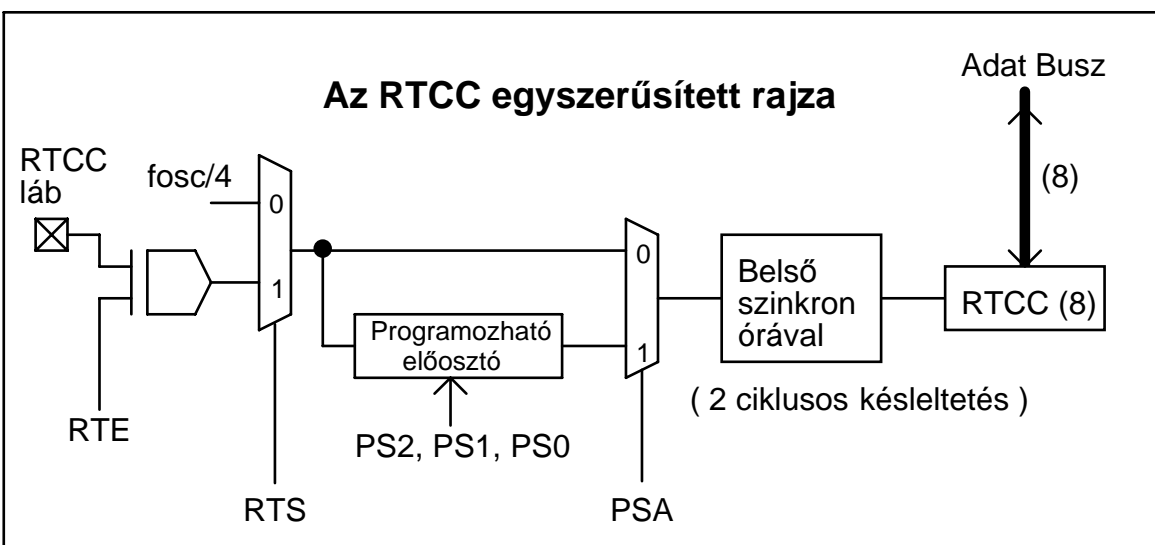 Adat Busz
Az RTCC egyszerűsített rajza
RTCC
láb
fosc/4
(8)
0
1
0
1
Belső
szinkron
órával
RTCC (8)
Programozható
előosztó
( 2 ciklusos késleltetés )
RTE
PS2, PS1, PS0
RTS
PSA